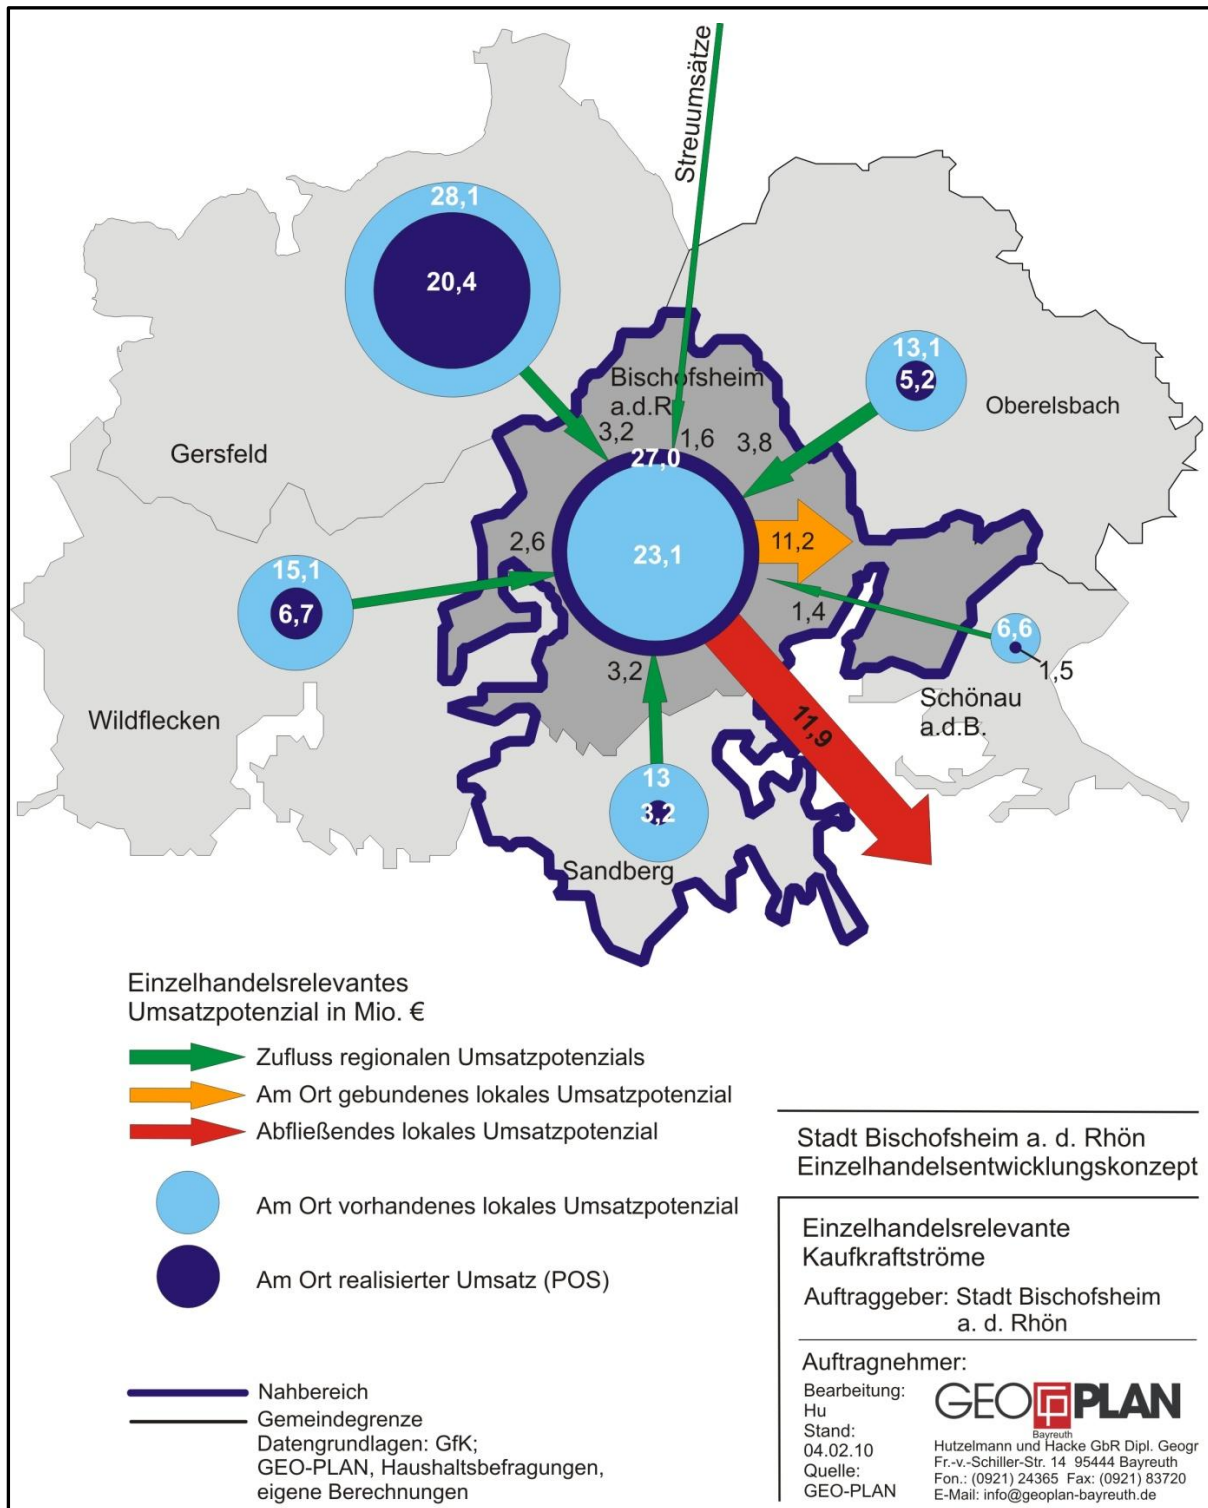 Streuumsätze
28,1
20,4
13,1
5,2
Bischofsheim
a.d.R
Oberelsbach
3,2
1,6
3,8
Gersfeld
27,0
2,6
23,1
11,2
15,1
6,7
1,4
6,6
1,5
3,2
Schönau
a.d.B.
Wildflecken
11,9
13
3,2
Sandberg
Einzelhandelsrelevantes
Umsatzpotenzial in Mio. €
Zufluss regionalen Umsatzpotenzials
Am Ort gebundenes lokales Umsatzpotenzial
Abfließendes lokales Umsatzpotenzial
Am Ort vorhandenes lokales Umsatzpotenzial
Am Ort realisierter Umsatz (POS)
Nahbereich
Gemeindegrenze
Datengrundlagen: GfK;
GEO-PLAN, Haushaltsbefragungen,
eigene Berechnungen
Stadt Bischofsheim a. d. Rhön
Einzelhandelsentwicklungskonzept
Einzelhandelsrelevante
Kaufkraftströme
Auftraggeber: Stadt Bischofsheim
a. d. Rhön
Auftragnehmer:
Bearbeitung:
Hu
Stand:
04.02.10
Quelle:
GEO-PLAN
GEO PLAN
Bayreuth
Hutzelmann und Hacke GbR Dipl. Geogr
Fr.-v.-Schiller-Str. 14 95444 Bayreuth
Fon.: (0921) 24365 Fax: (0921) 83720
E-Mail: info@geoplan-bayreuth.de